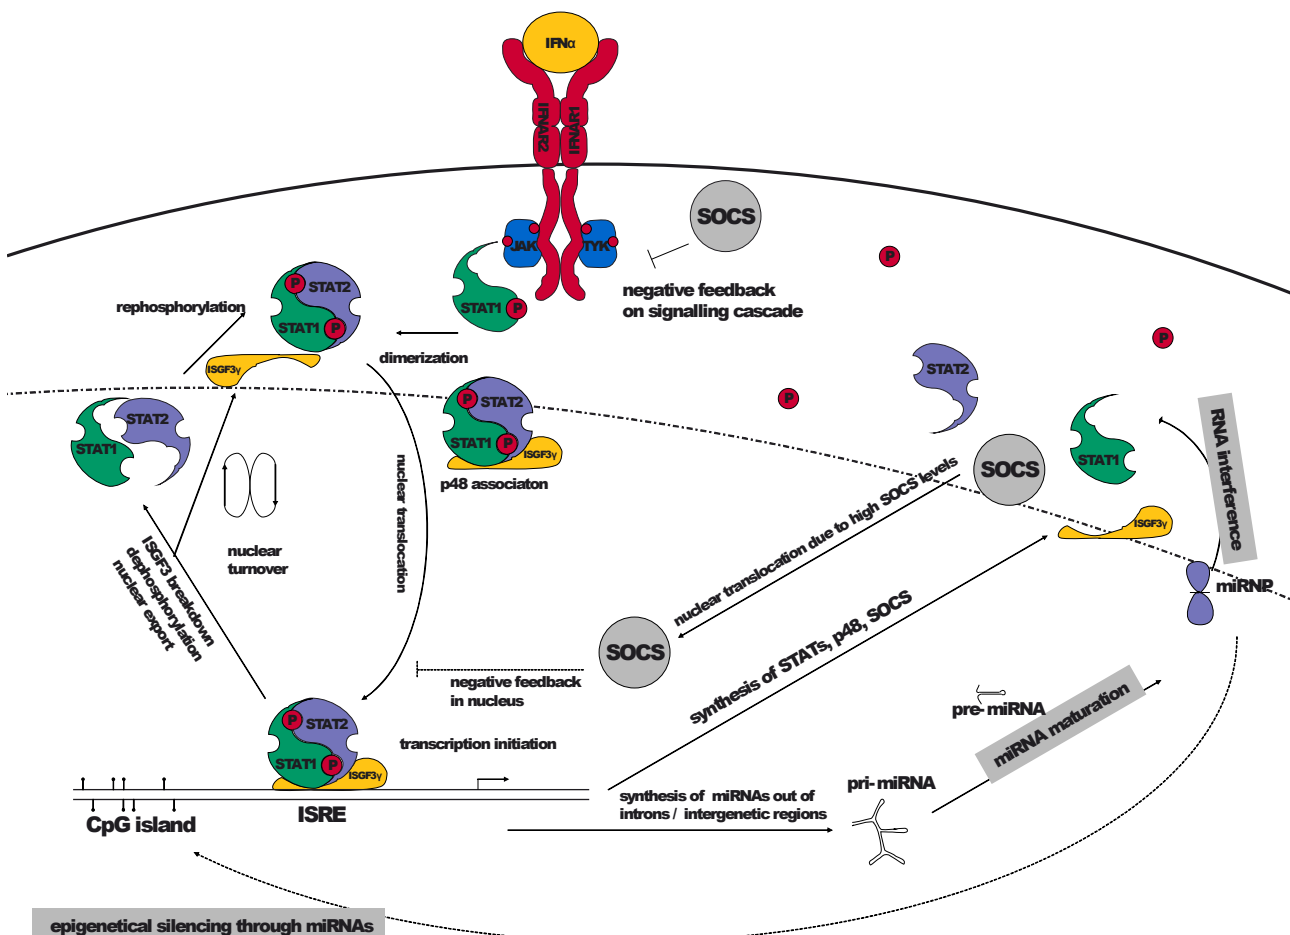 IFNα
IFNAR2
IFNAR1
SOCS
JAK
TYK
P
negative feedback
on signalling cascade
STAT1
P
P
STAT2
STAT1
P
rephosphorylation
dimerization
ISGF3γ
P
P
STAT2
STAT1
STAT2
STAT1
P
STAT2
STAT1
P
ISGF3γ
p48 associaton
nuclear translocation
nuclear
turnover
ISGF3 breakdown
dephosphorylation
nuclear export
SOCS
nuclear translocation due to high SOCS levels
ISGF3γ
RNA interference
miRNP
synthesis of STATs, p48, SOCS
SOCS
negative feedback
in nucleus
P
STAT2
STAT1
P
ISGF3γ
transcription initiation
ISRE
CpG island
synthesis of miRNAs out of
introns / intergenetic regions
pri-miRNA
pre-miRNA
miRNA maturation
epigenetical silencing through miRNAs